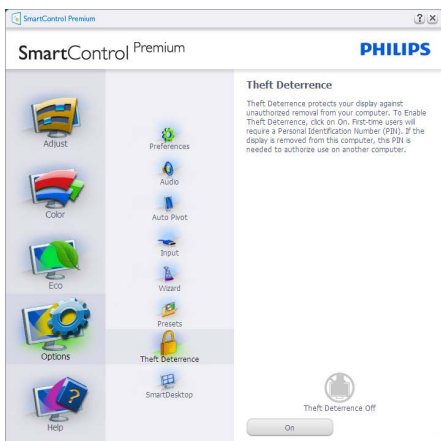 SmartControl Premium
SmartControl Premium
PHILIPS
Adjust
Color
Eco
Options
Help
Preferences
Audio
Auto Pivot
Input
Wizard
Presets
Theft Deterrence
SmartDesktop
Theft Deterrence
Theft Deterrence protects your display against
unauthorized removal from your computer. To Enable
Theft Deterrence, click on On. First-time users will
require a Personal Identification Number (PIN). If the
display is removed from this computer, this PIN is
needed to authorize use on another computer.
Theft Deterrence Off
On